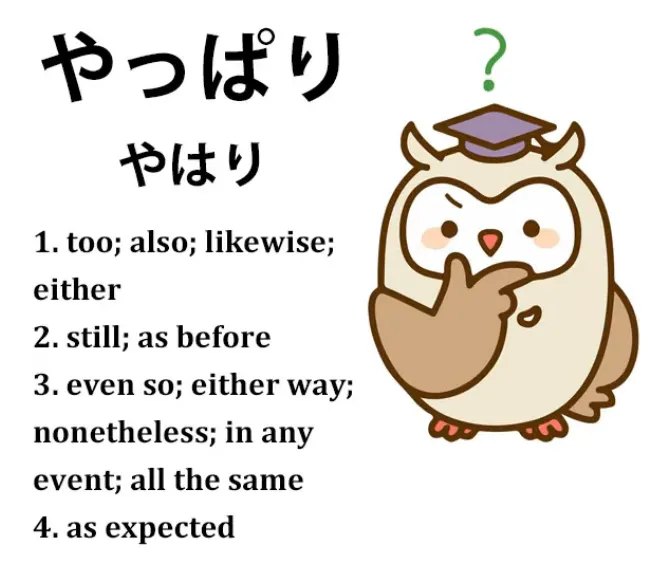 やっぱり
やはり
?
1. too; also; likewise;
either
2. still; as before
3. even so; either way;
nonetheless; in any
event; all the same
4. as expected